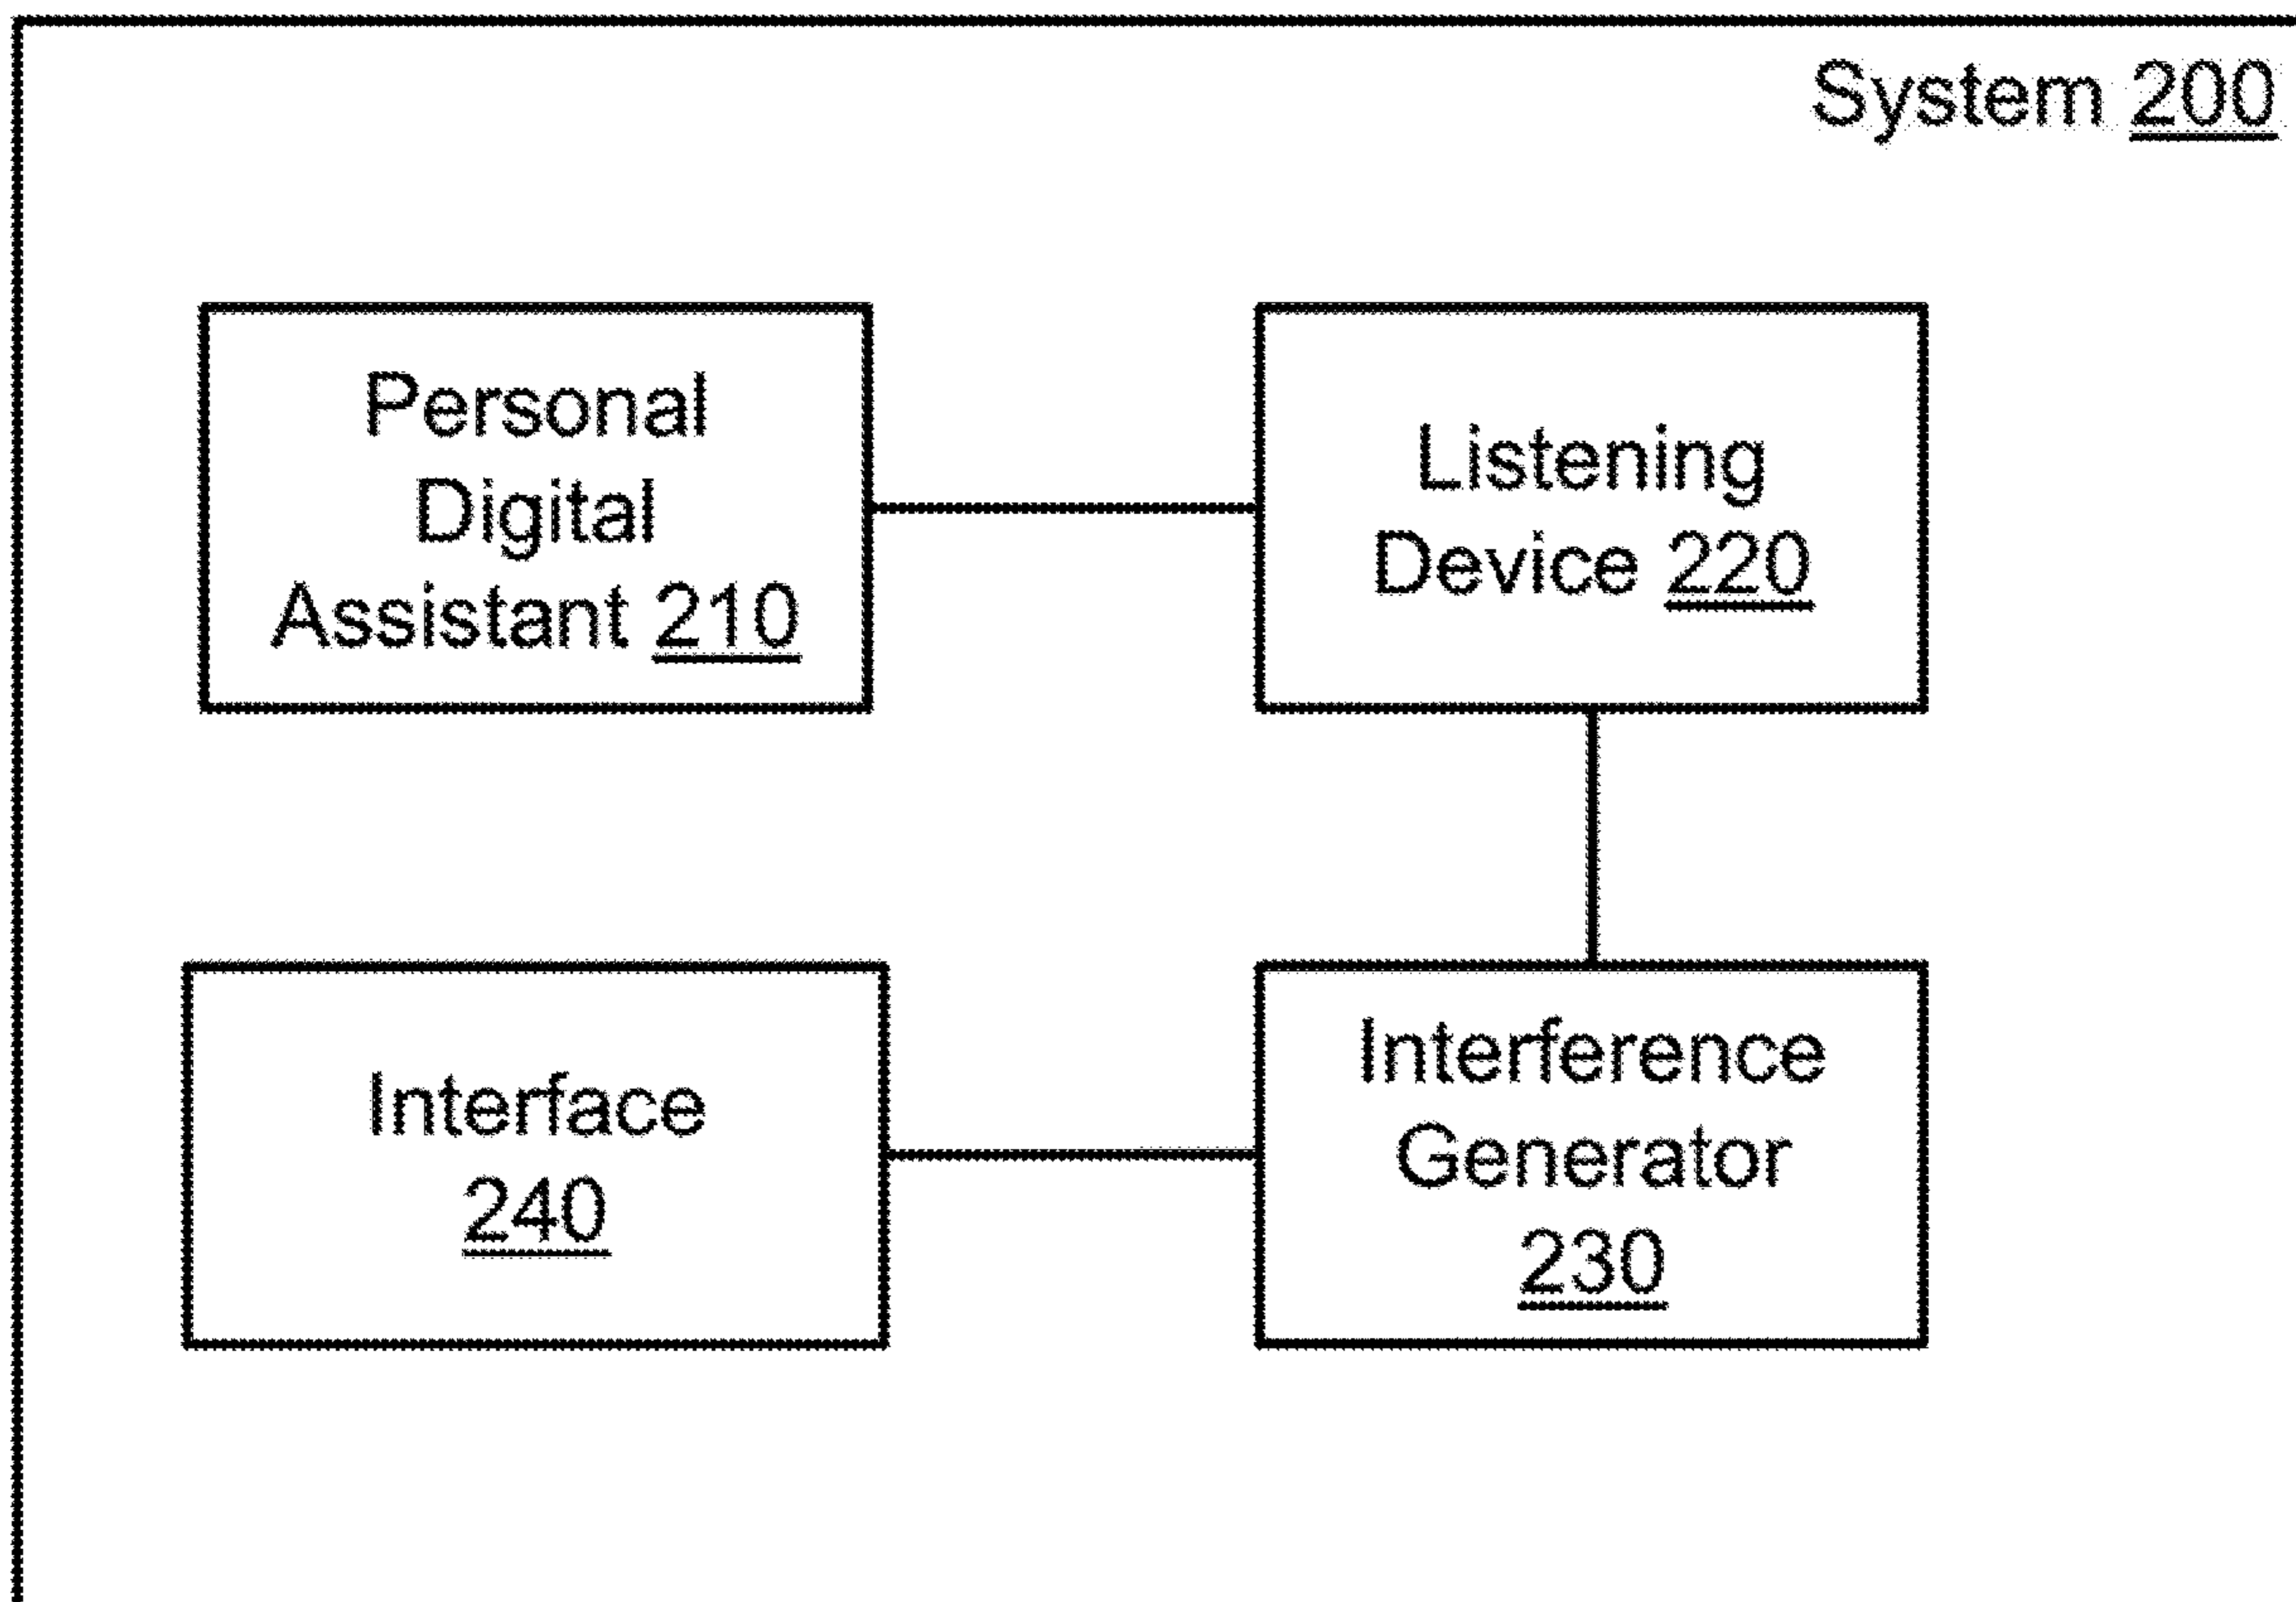 System 200
Personal
Digital
Assistant 210
Listening
Device 220
Interface
240
Interference
Generator
230